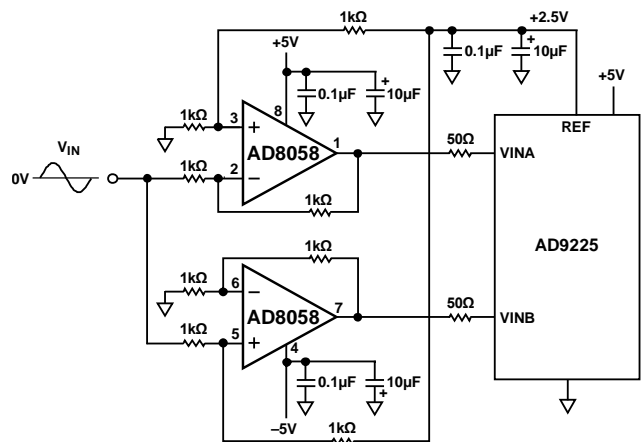 1kΩ
+2.5V
+5V
0.1µF
+
10µF
+5V
+
0.1µF
10µF
REF
1kΩ
3
+
8
AD8058
1
50Ω
VINA
VIN
0V
1kΩ
2
−
1kΩ
AD9225
1kΩ
1kΩ
6
−
AD8058
7
50Ω
VINB
1kΩ
5
+
4
0.1µF
10µF
+
−5V
1kΩ